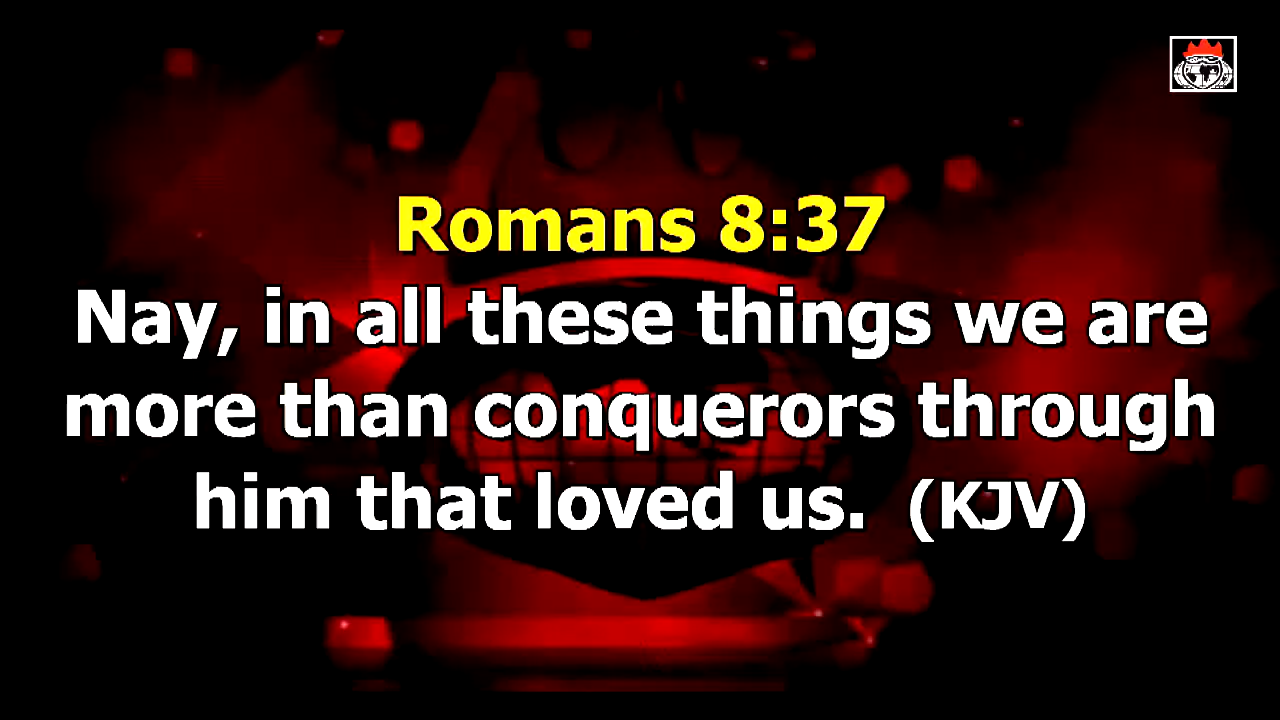 Romans 8:37
Nay, in all these things we are
more than conquerors through
him that loved us. (KJV)